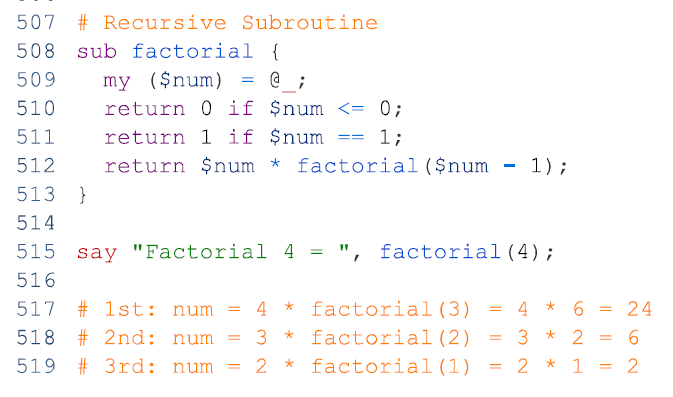 507 # Recursive Subroutine
508 sub factorial {
509   my ($num) = @_;
510   return 0 if $num <= 0;
511   return 1 if $num == 1;
512   return $num * factorial($num - 1);
513 }
514
515 say "Factorial 4 = ", factorial(4);
516
517 # 1st: num = 4 * factorial(3) = 4 * 6 = 24
518 # 2nd: num = 3 * factorial(2) = 3 * 2 = 6
519 # 3rd: num = 2 * factorial(1) = 2 * 1 = 2